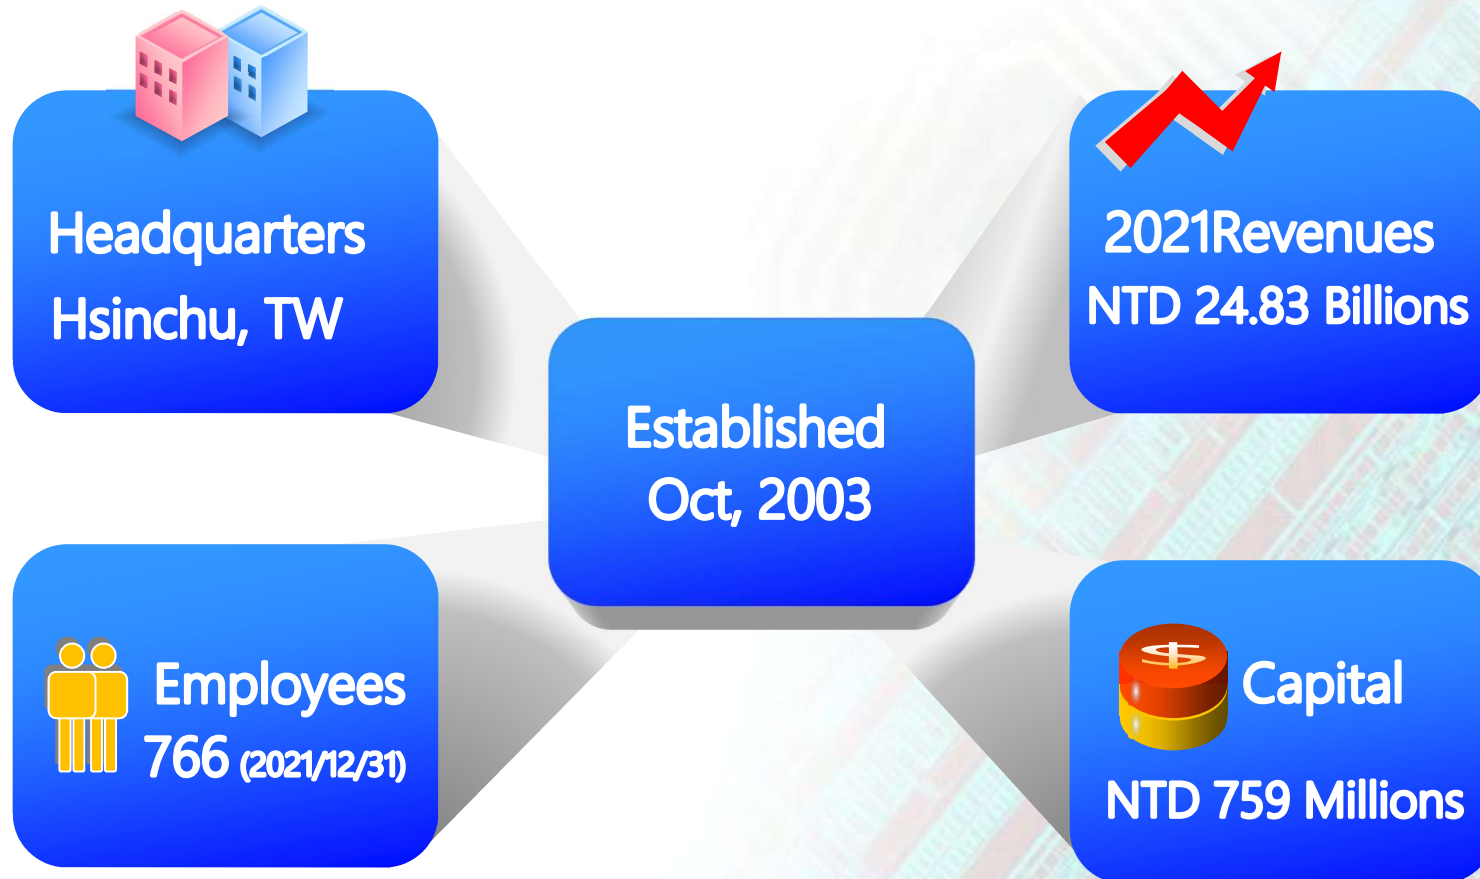 Headquarters
Hsinchu, TW
2021Revenues
NTD 24.83 Billions
Established
Oct, 2003
Employees
766 (2021/12/31)
Capital
NTD 759 Millions